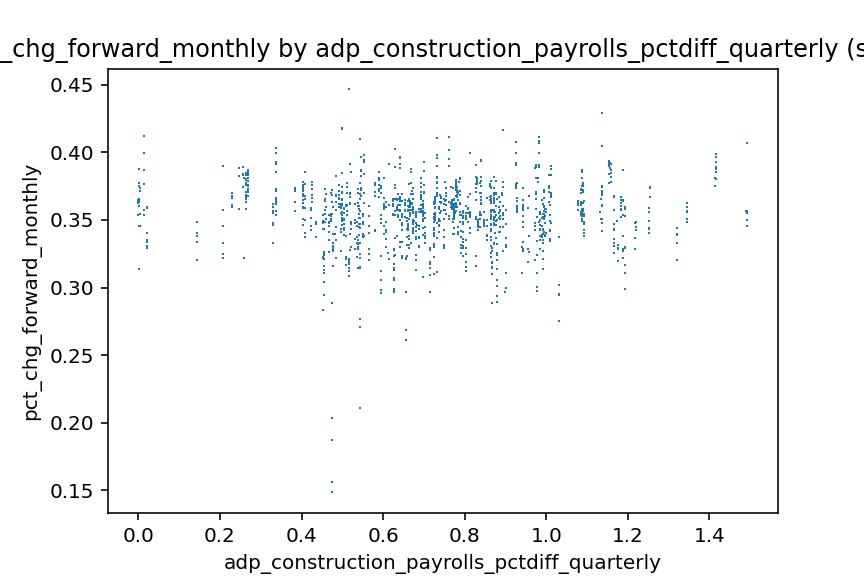 _chg_forward_monthly by adp_construction_payrolls_pctdiff_quarterly (s
0.45
0.40
0.35
0.30
0.25
0.20
0.15
pct_chg_forward_monthly
0.0 0.2 0.4 0.6 0.8 1.0 1.2 1.4
adp_construction_payrolls_pctdiff_quarterly